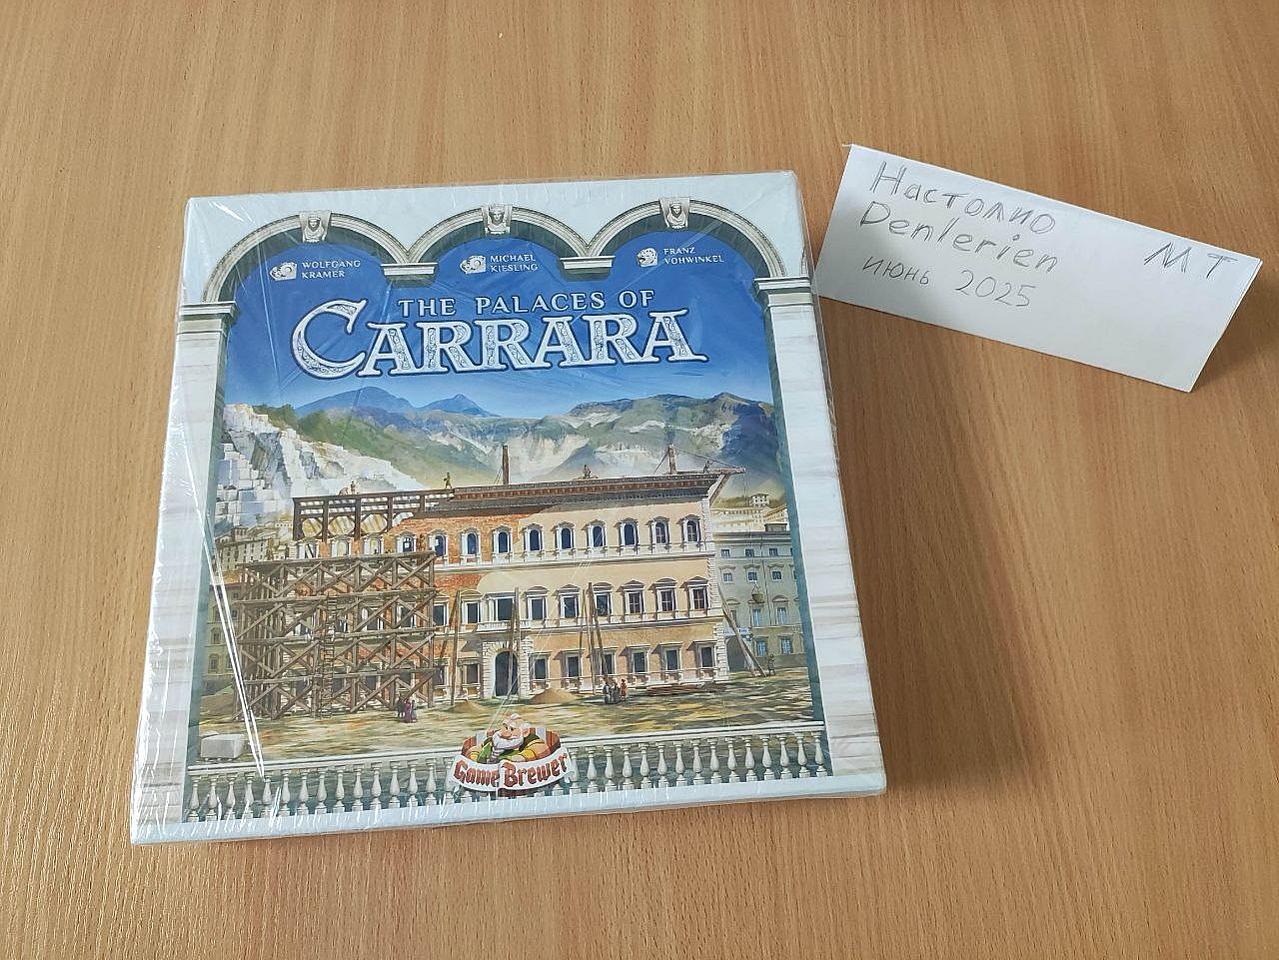 WOLFGANG
KRAMER
MICHAEL
KIESLING
FRANZ
VOHWINKEL
THE PALACES OF
CARRARA
Game Brewer
Настолио
Denlerien
июнь 2025
МТ